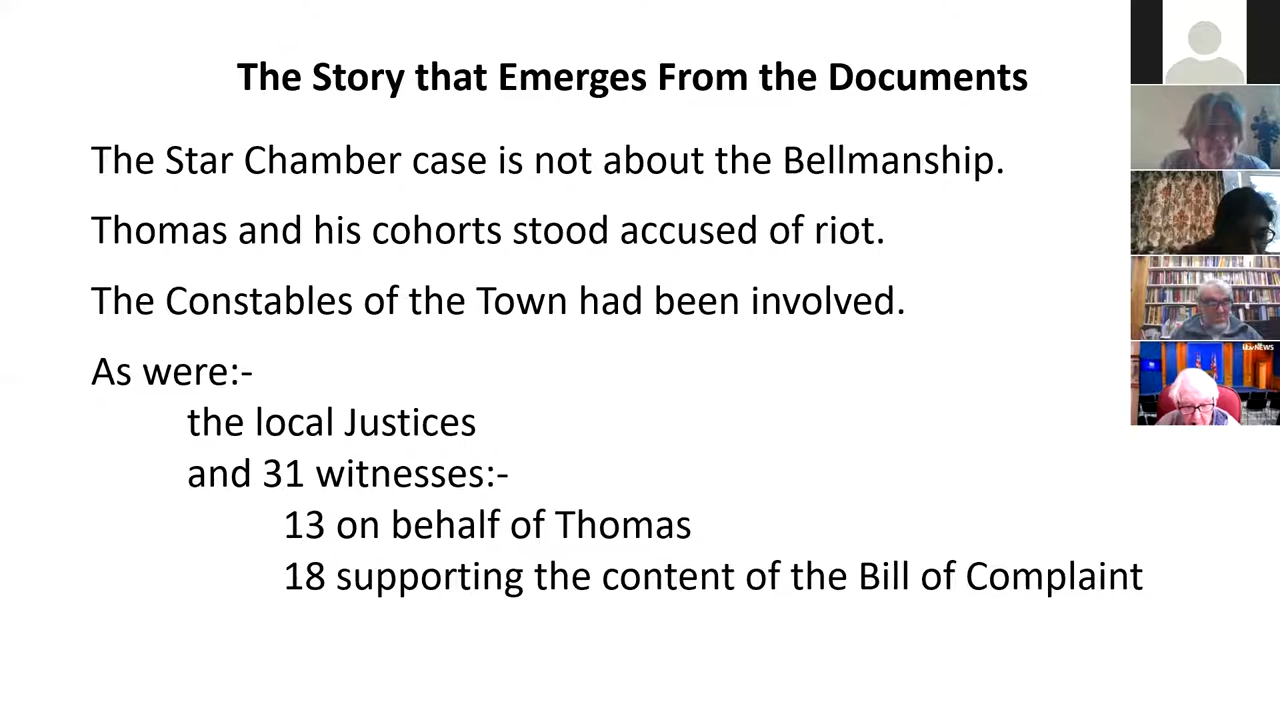 The Story that Emerges From the Documents
The Star Chamber case is not about the Bellmanship.
Thomas and his cohorts stood accused of riot.
The Constables of the Town had been involved.
As were:-
the local Justices
and 31 witnesses:-
13 on behalf of Thomas
18 supporting the content of the Bill of Complaint
itv NEWS